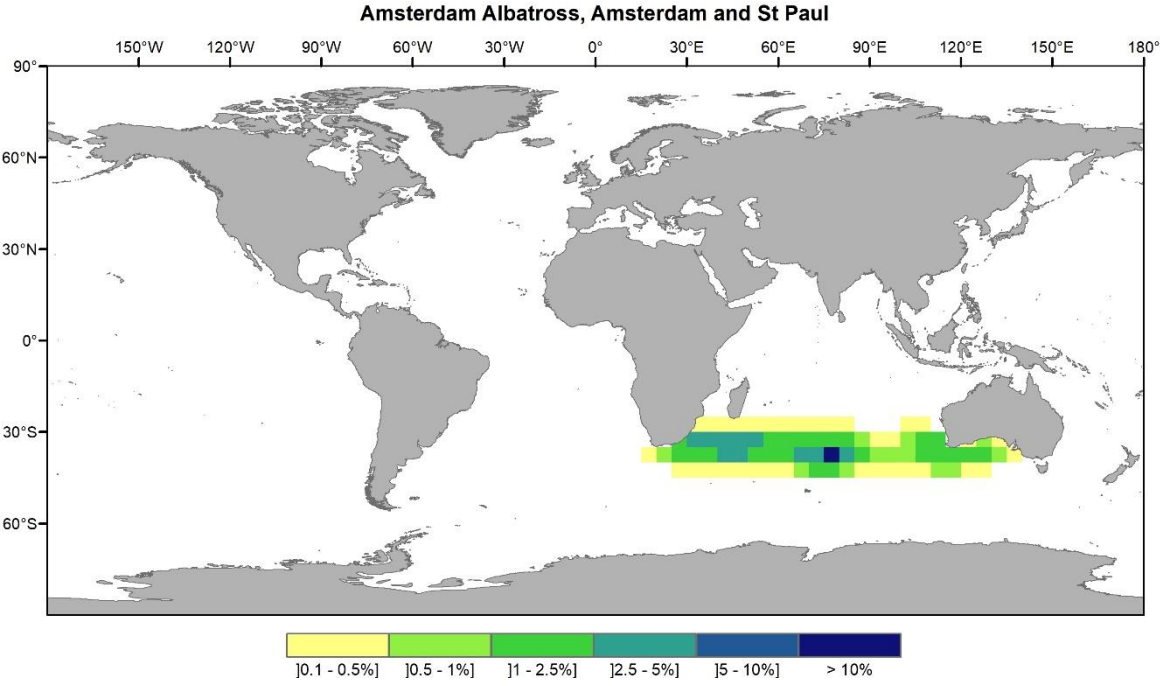 Amsterdam Albatross, Amsterdam and St Paul
150°W 120°W 90°W 60°W 30°W 0° 30°E 60°E 90°E 120°E 150°E 180°
90°
60°N
30°N
0°
30°S
60°S
]0.1 - 0.5%] ]0.5 - 1%] ]1 - 2.5%] ]2.5 - 5%] ]5 - 10%] > 10%